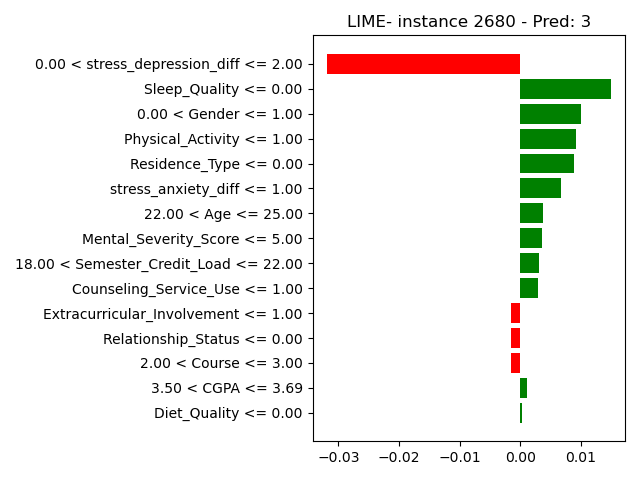 LIME- instance 2680 - Pred: 3
0.00 < stress_depression_diff <= 2.00
Sleep_Quality <= 0.00
0.00 < Gender <= 1.00
Physical_Activity <= 1.00
Residence_Type <= 0.00
stress_anxiety_diff <= 1.00
22.00 < Age <= 25.00
Mental_Severity_Score <= 5.00
18.00 < Semester_Credit_Load <= 22.00
Counseling_Service_Use <= 1.00
Extracurricular_Involvement <= 1.00
Relationship_Status <= 0.00
2.00 < Course <= 3.00
3.50 < CGPA <= 3.69
Diet_Quality <= 0.00
−0.03 −0.02 −0.01 0.00 0.01